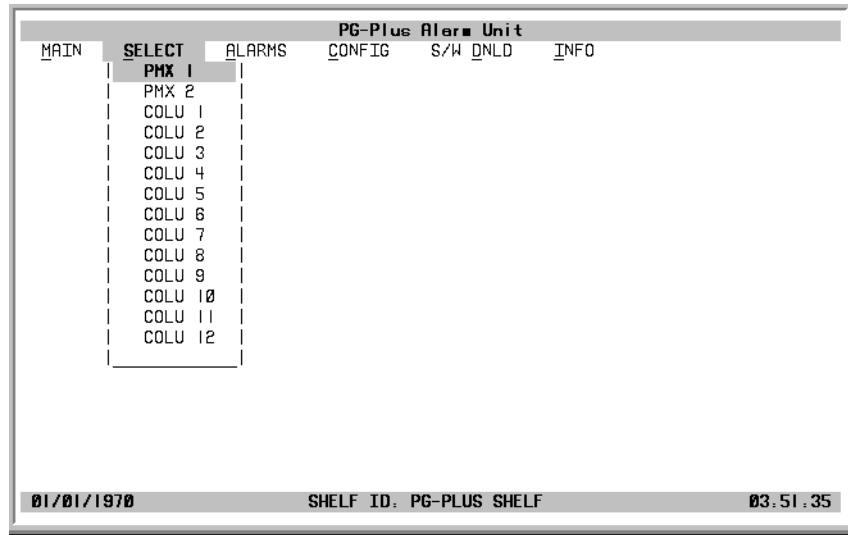 PG-Plus Alarm Unit
MAIN SELECT ALARMS CONFIG S/W DNLD INFO
PMX 1
PMX 2
COLU 1
COLU 2
COLU 3
COLU 4
COLU 5
COLU 6
COLU 7
COLU 8
COLU 9
COLU 10
COLU 11
COLU 12
01/01/1970 SHELF ID: PG-PLUS SHELF 03:51:35